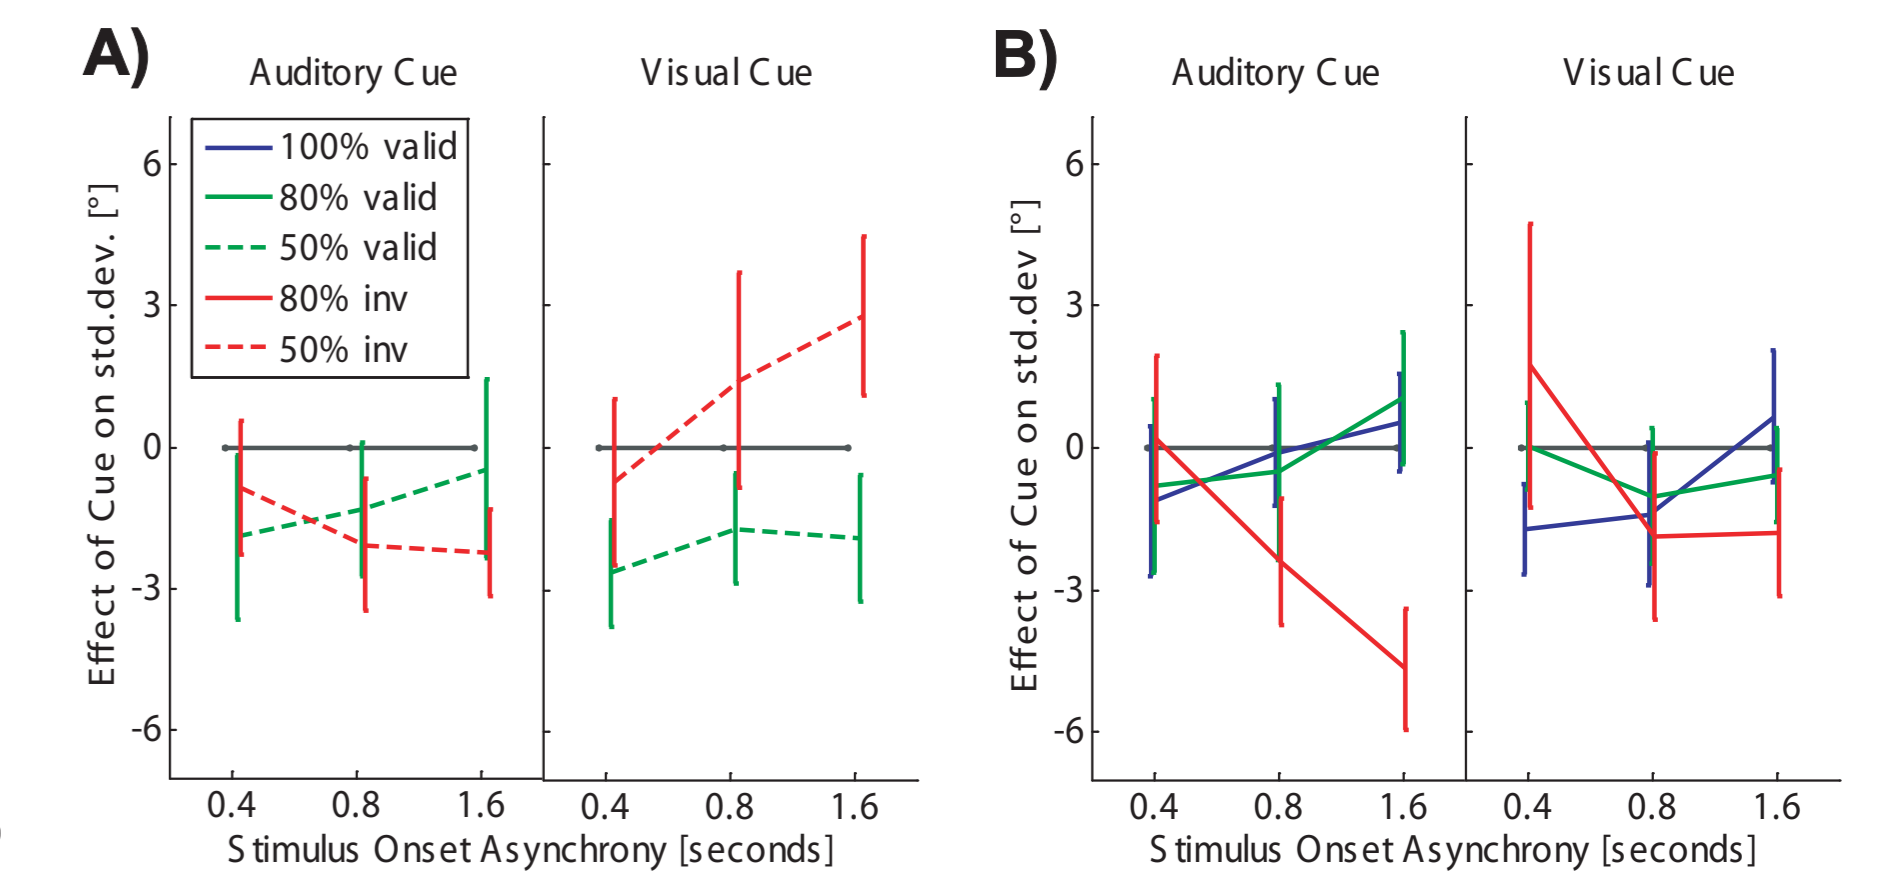 A)
Auditory Cue
Visual Cue
100% valid
80% valid
50% valid
80% inv
50% inv
Effect of Cue on std.dev. [°]
6
3
0
-3
-6
0.4 0.8 1.6
0.4 0.8 1.6
Stimulus Onset Asynchrony [seconds]
B)
Auditory Cue
Visual Cue
Effect of Cue on std.dev [°]
6
3
0
-3
-6
0.4 0.8 1.6
0.4 0.8 1.6
Stimulus Onset Asynchrony [seconds]